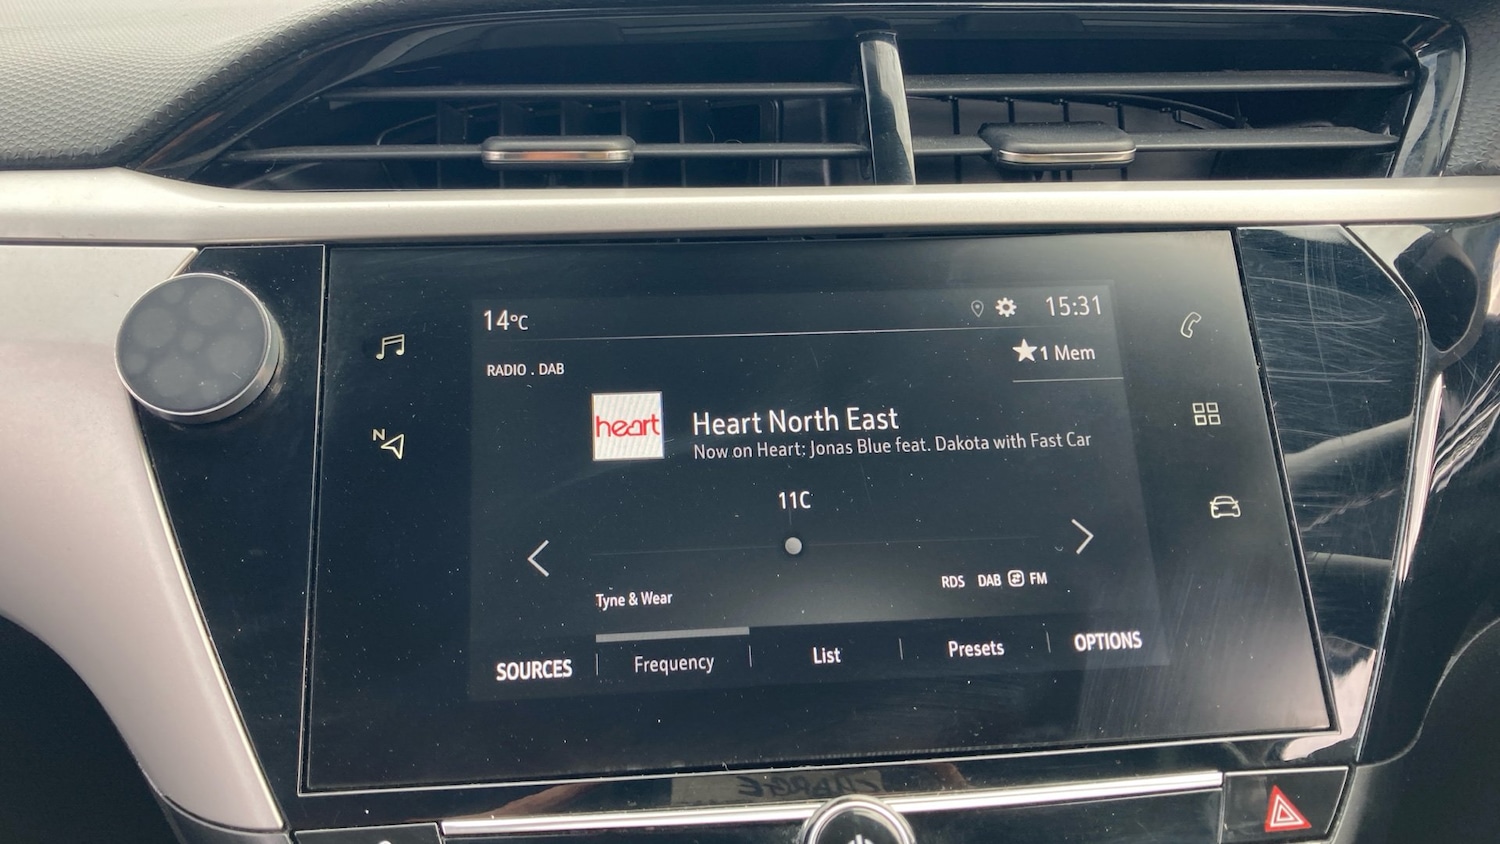 14°C
15:31
RADIO . DAB
1 Mem
heart
Heart North East
Now on Heart: Jonas Blue feat. Dakota with Fast Car
11C
N
RDS DAB FM
Tyne & Wear
SOURCES
Frequency
List
Presets
OPTIONS